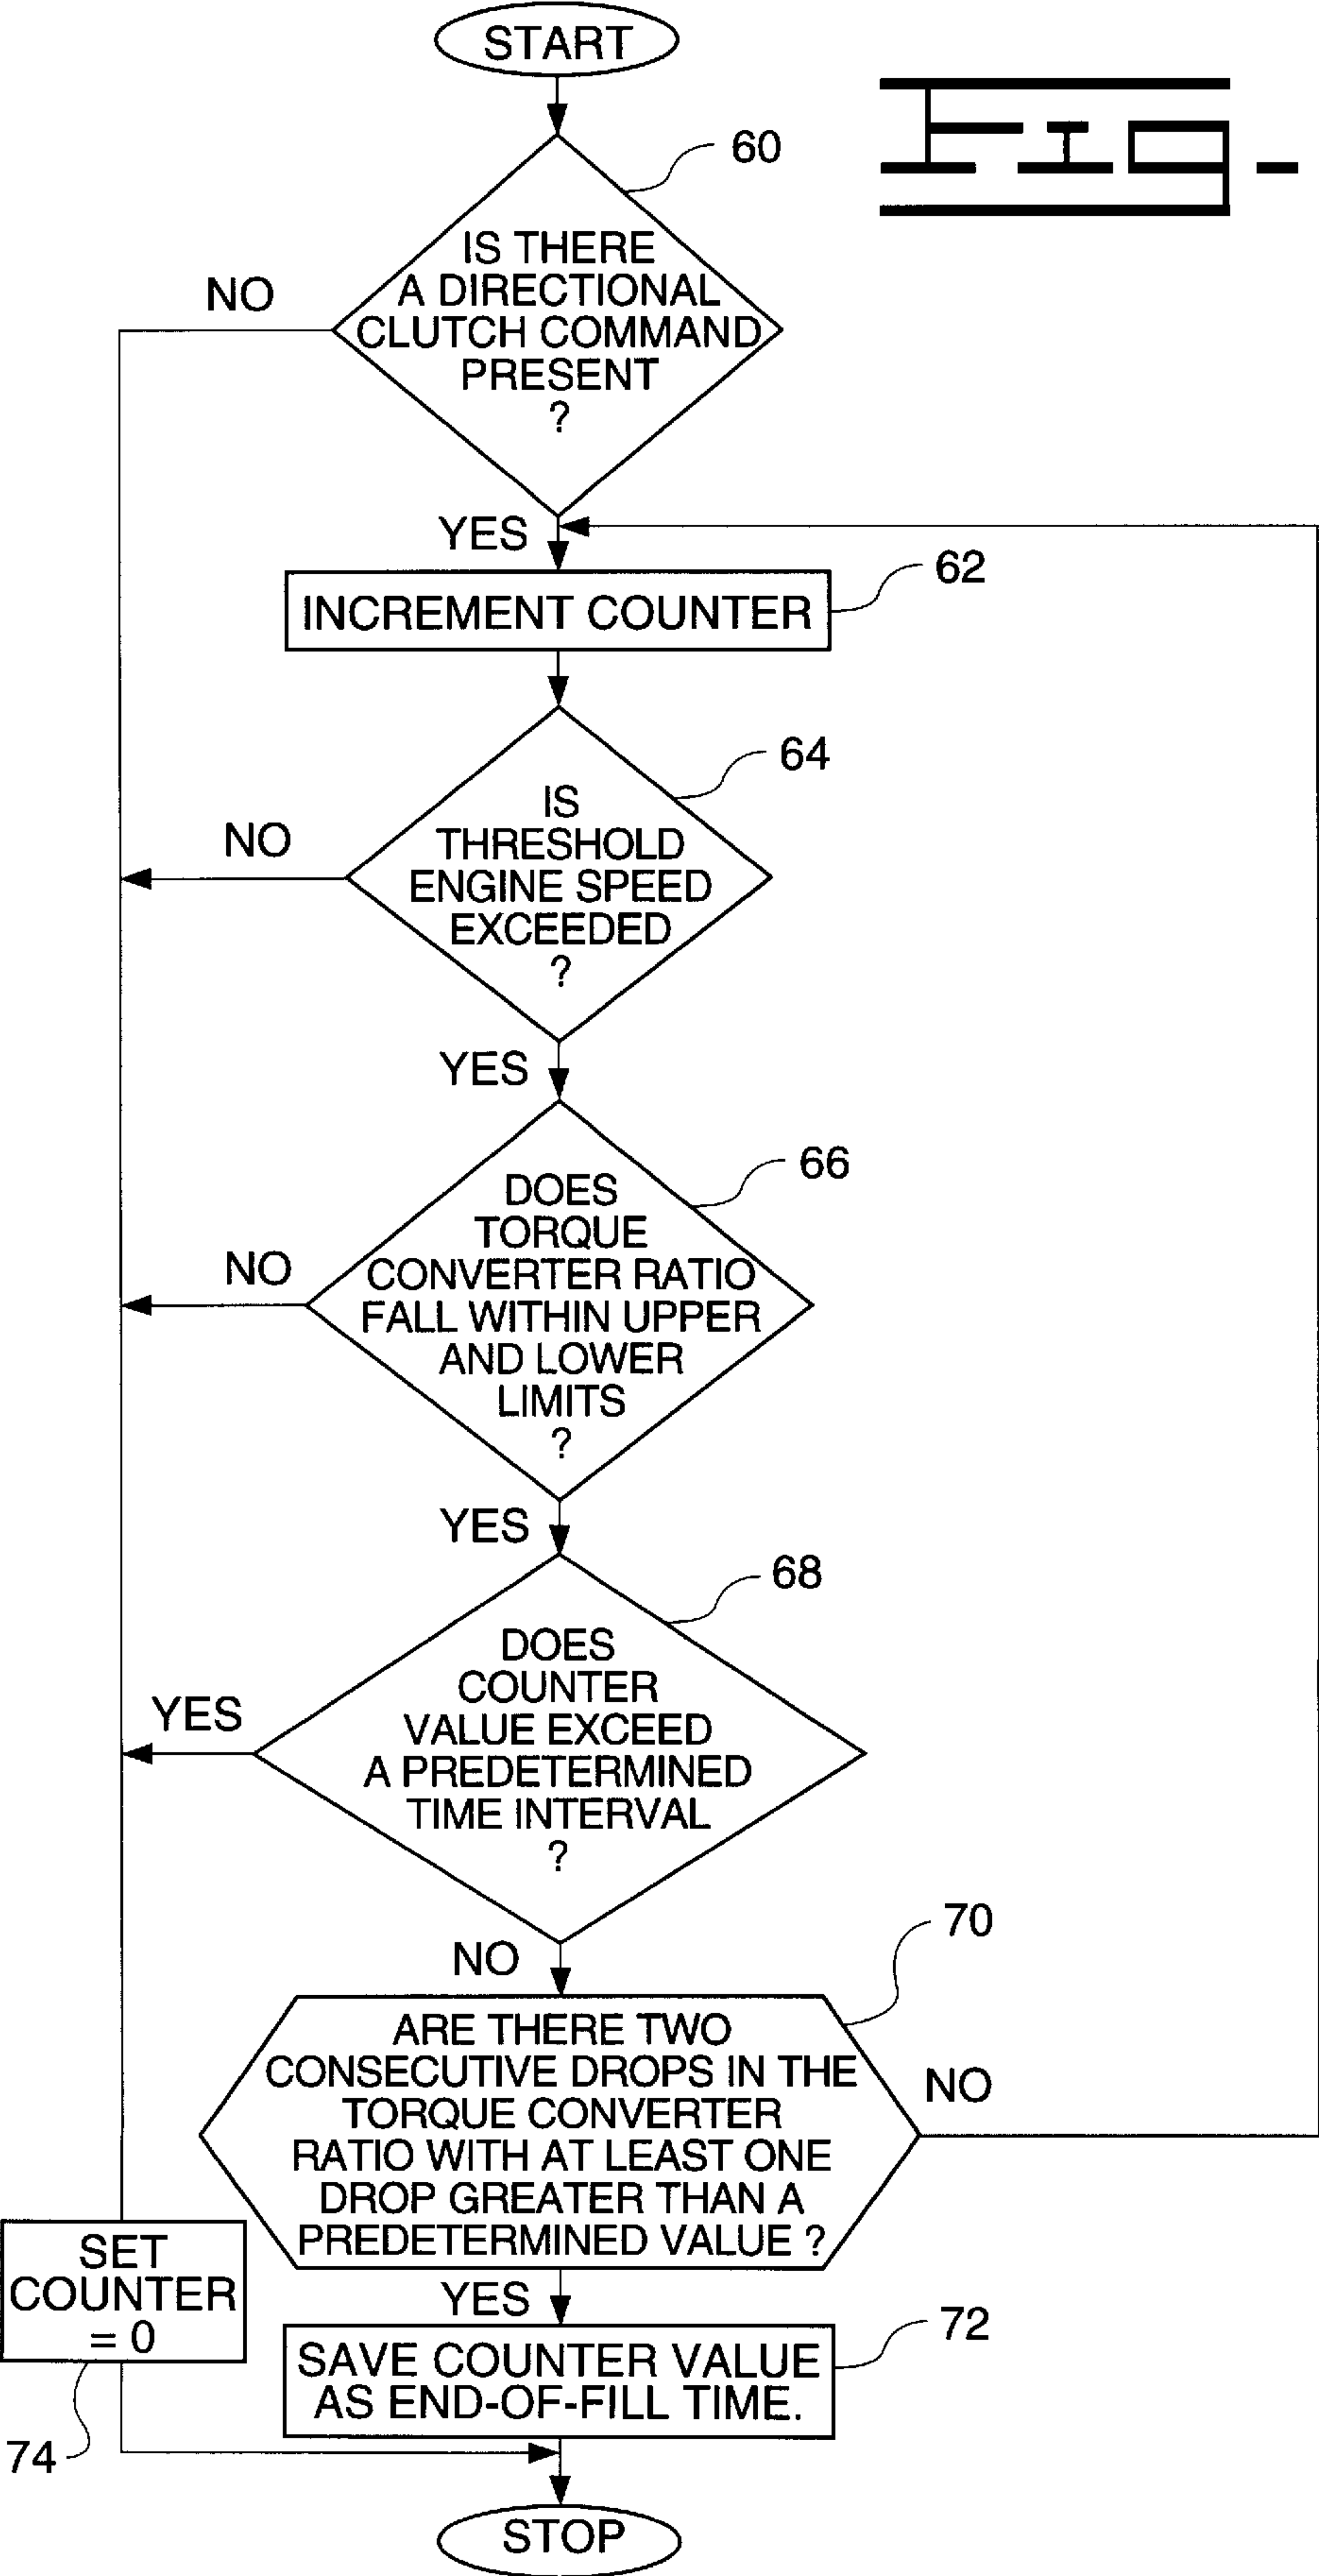 START
Fig-
60
IS THERE
A DIRECTIONAL
CLUTCH COMMAND
PRESENT
?
NO
YES
62
INCREMENT COUNTER
64
IS
THRESHOLD
ENGINE SPEED
EXCEEDED
?
NO
YES
66
DOES
TORQUE
CONVERTER RATIO
FALL WITHIN UPPER
AND LOWER
LIMITS
?
NO
YES
68
DOES
COUNTER
VALUE EXCEED
A PREDETERMINED
TIME INTERVAL
?
YES
NO
70
ARE THERE TWO
CONSECUTIVE DROPS IN THE
TORQUE CONVERTER
RATIO WITH AT LEAST ONE
DROP GREATER THAN A
PREDETERMINED VALUE ?
NO
YES
SET
COUNTER
= 0
74
72
SAVE COUNTER VALUE
AS END-OF-FILL TIME.
STOP